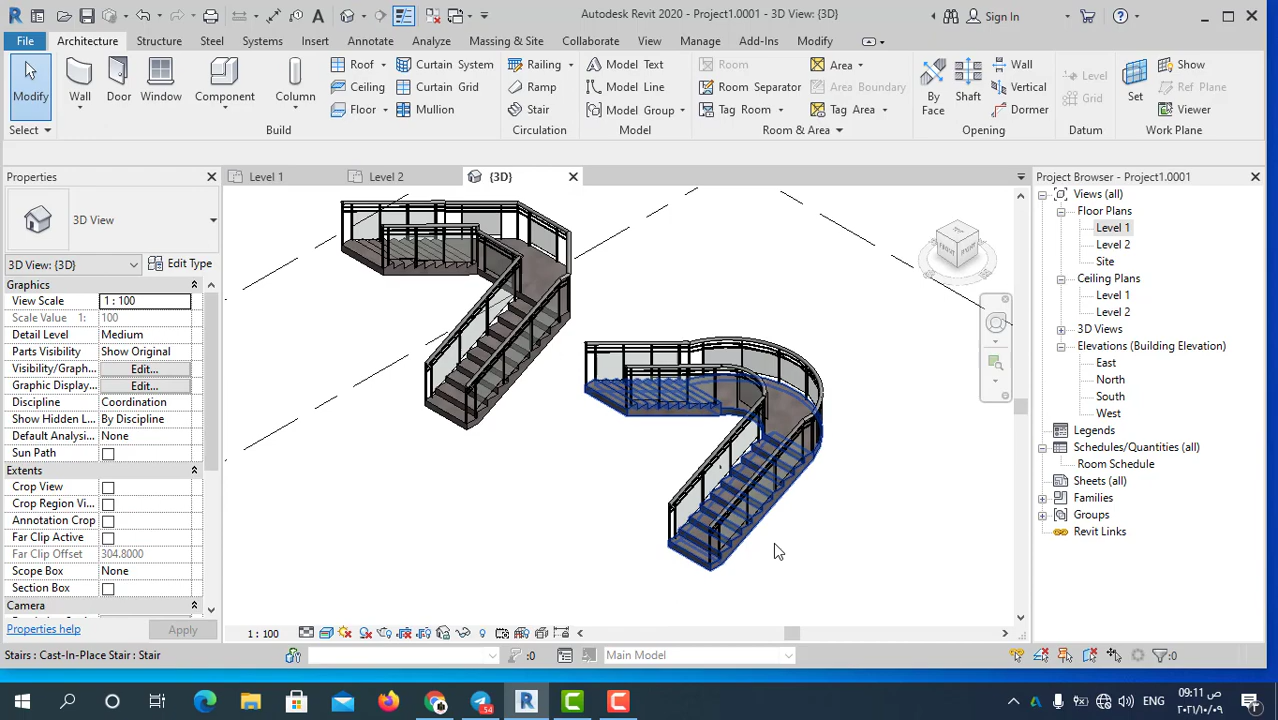 Autodesk Revit 2020 - Project1.0001 - 3D View: {3D}
Sign In
File Architecture Structure Steel Systems Insert Annotate Analyze Massing & Site Collaborate View Manage Add-Ins Modify
Modify
Wall
Door
Window
Component
Column
Roof
Ceiling
Floor
Curtain System
Curtain Grid
Mullion
Railing
Ramp
Stair
Model Text
Model Line
Model Group
Room
Room Separator
Tag Room
Area
Area Boundary
Tag Area
By Face
Shaft
Wall
Vertical
Dormer
Level
Grid
Set
Show
Ref Plane
Viewer
Select
Build
Circulation
Model
Room & Area
Opening
Datum
Work Plane
Properties
3D View
3D View: {3D}
Edit Type
Graphics
View Scale 1 : 100
Scale Value 1: 100
Detail Level Medium
Parts Visibility Show Original
Visibility/Graph... Edit...
Graphic Display... Edit...
Discipline Coordination
Show Hidden L... By Discipline
Default Analysi... None
Sun Path
Extents
Crop View
Crop Region Vi...
Annotation Crop
Far Clip Active
Far Clip Offset 304.8000
Scope Box None
Section Box
Camera
Properties help
Apply
Level 1
Level 2
{3D}
TOP
FRONT
RIGHT
1 : 100
Project Browser - Project1.0001
Views (all)
Floor Plans
Level 1
Level 2
Site
Ceiling Plans
Level 1
Level 2
3D Views
Elevations (Building Elevation)
East
North
South
West
Legends
Schedules/Quantities (all)
Room Schedule
Sheets (all)
Families
Groups
Revit Links
Stairs : Cast-In-Place Stair : Stair
:0
Main Model
:0
54
ENG
09:11 ص
٢٠٢١/١٠/٠٩